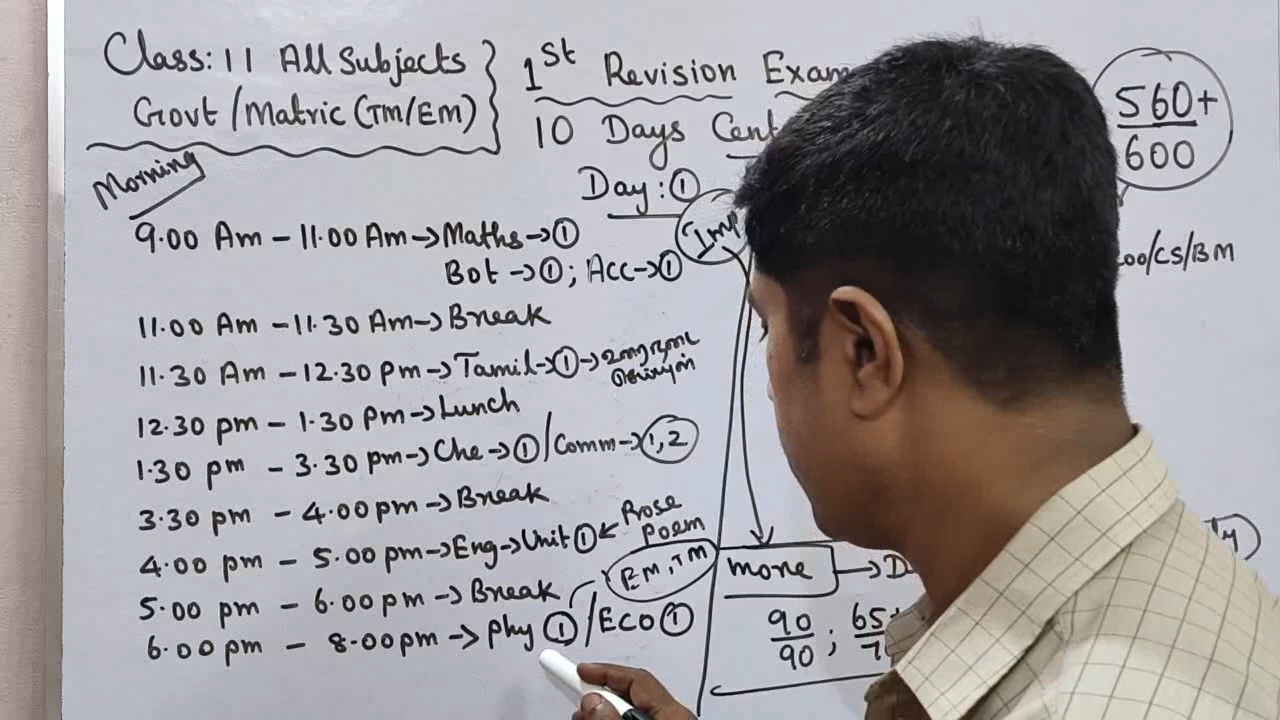 Class: 11 All Subjects
Govt / Matric (TM/EM)
1st Revision Exam
10 Days
560+
600
Morning
Day: ①
Imp
9.00 Am – 11.00 Am → Maths → ①
Bot → ①; Acc → ①
Zoo/CS/BM
11.00 Am – 11.30 Am → Break
11.30 Am – 12.30 pm → Tamil → ①
12.30 pm – 1.30 Pm → Lunch
1.30 pm – 3.30 pm → Che → ① / Comm → 1,2
3.30 pm – 4.00 pm → Break
4.00 pm – 5.00 pm → Eng → Unit ① ← Prose
Poem
5.00 pm – 6.00 pm → Break
EM, TM
more →
6.00 pm – 8.00 pm → Phy ① / ECO ①
90
90 ; 65